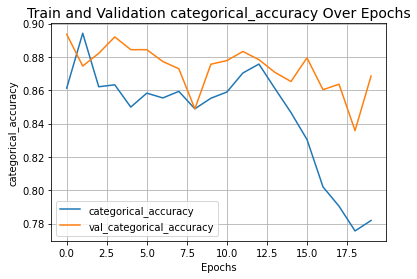 Train and Validation categorical_accuracy Over Epochs
0.90
0.88
0.86
0.84
0.82
0.80
0.78
categorical_accuracy
categorical_accuracy
val_categorical_accuracy
0.0 2.5 5.0 7.5 10.0 12.5 15.0 17.5
Epochs